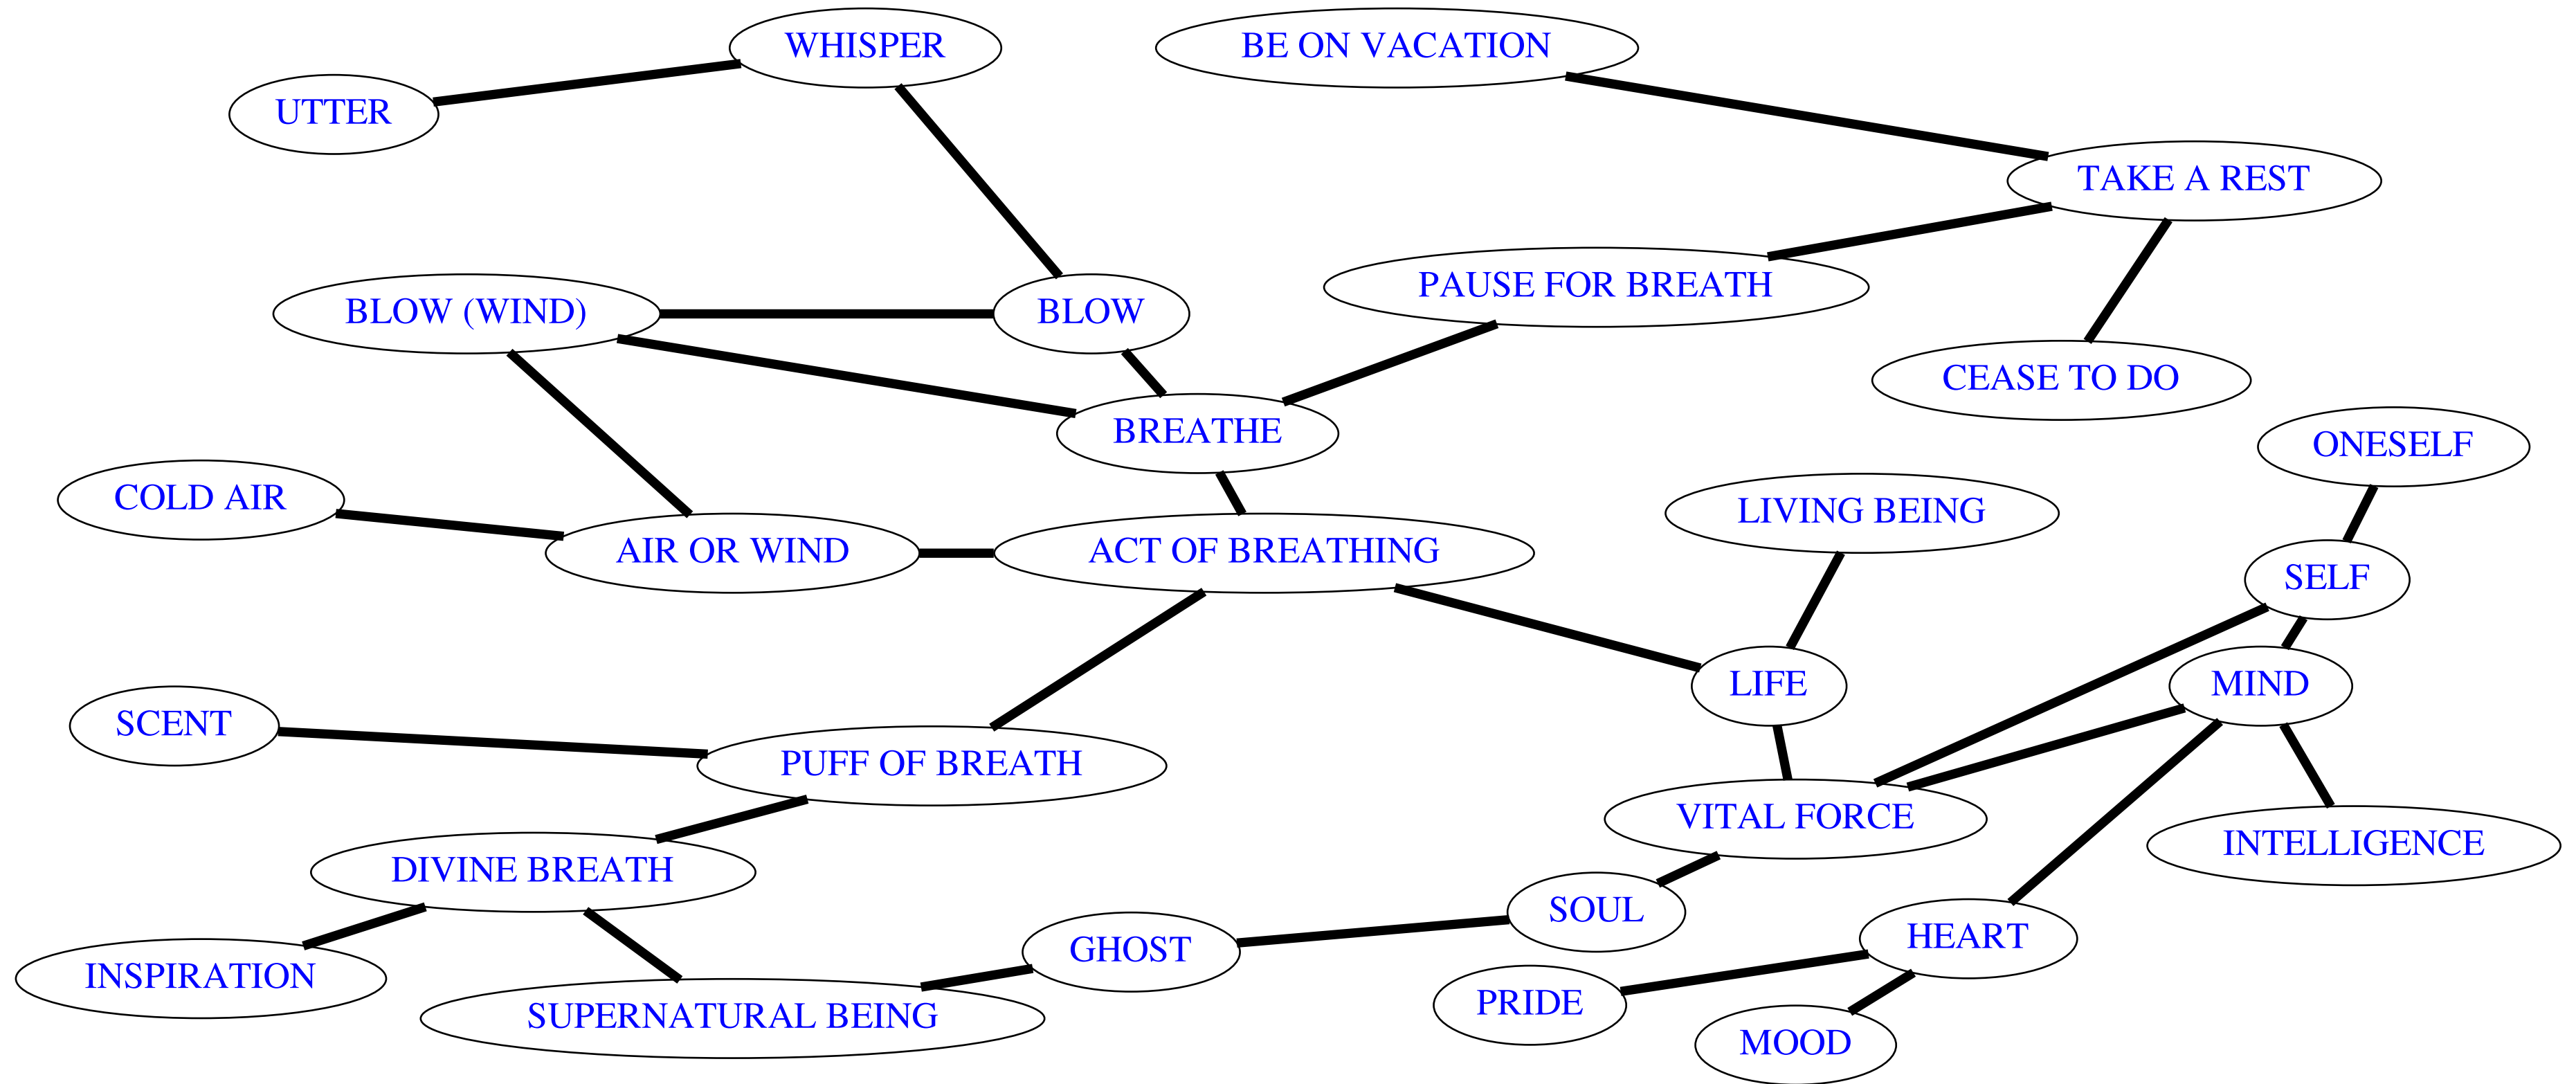 WHISPER
BE ON VACATION
UTTER
TAKE A REST
PAUSE FOR BREATH
BLOW (WIND)
BLOW
CEASE TO DO
BREATHE
ONESELF
COLD AIR
LIVING BEING
AIR OR WIND
ACT OF BREATHING
SELF
LIFE
MIND
SCENT
PUFF OF BREATH
VITAL FORCE
INTELLIGENCE
DIVINE BREATH
SOUL
HEART
GHOST
INSPIRATION
PRIDE
SUPERNATURAL BEING
MOOD